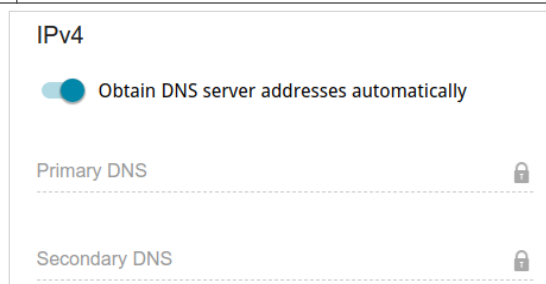 IPv4
Obtain DNS server addresses automatically
Primary DNS
Secondary DNS